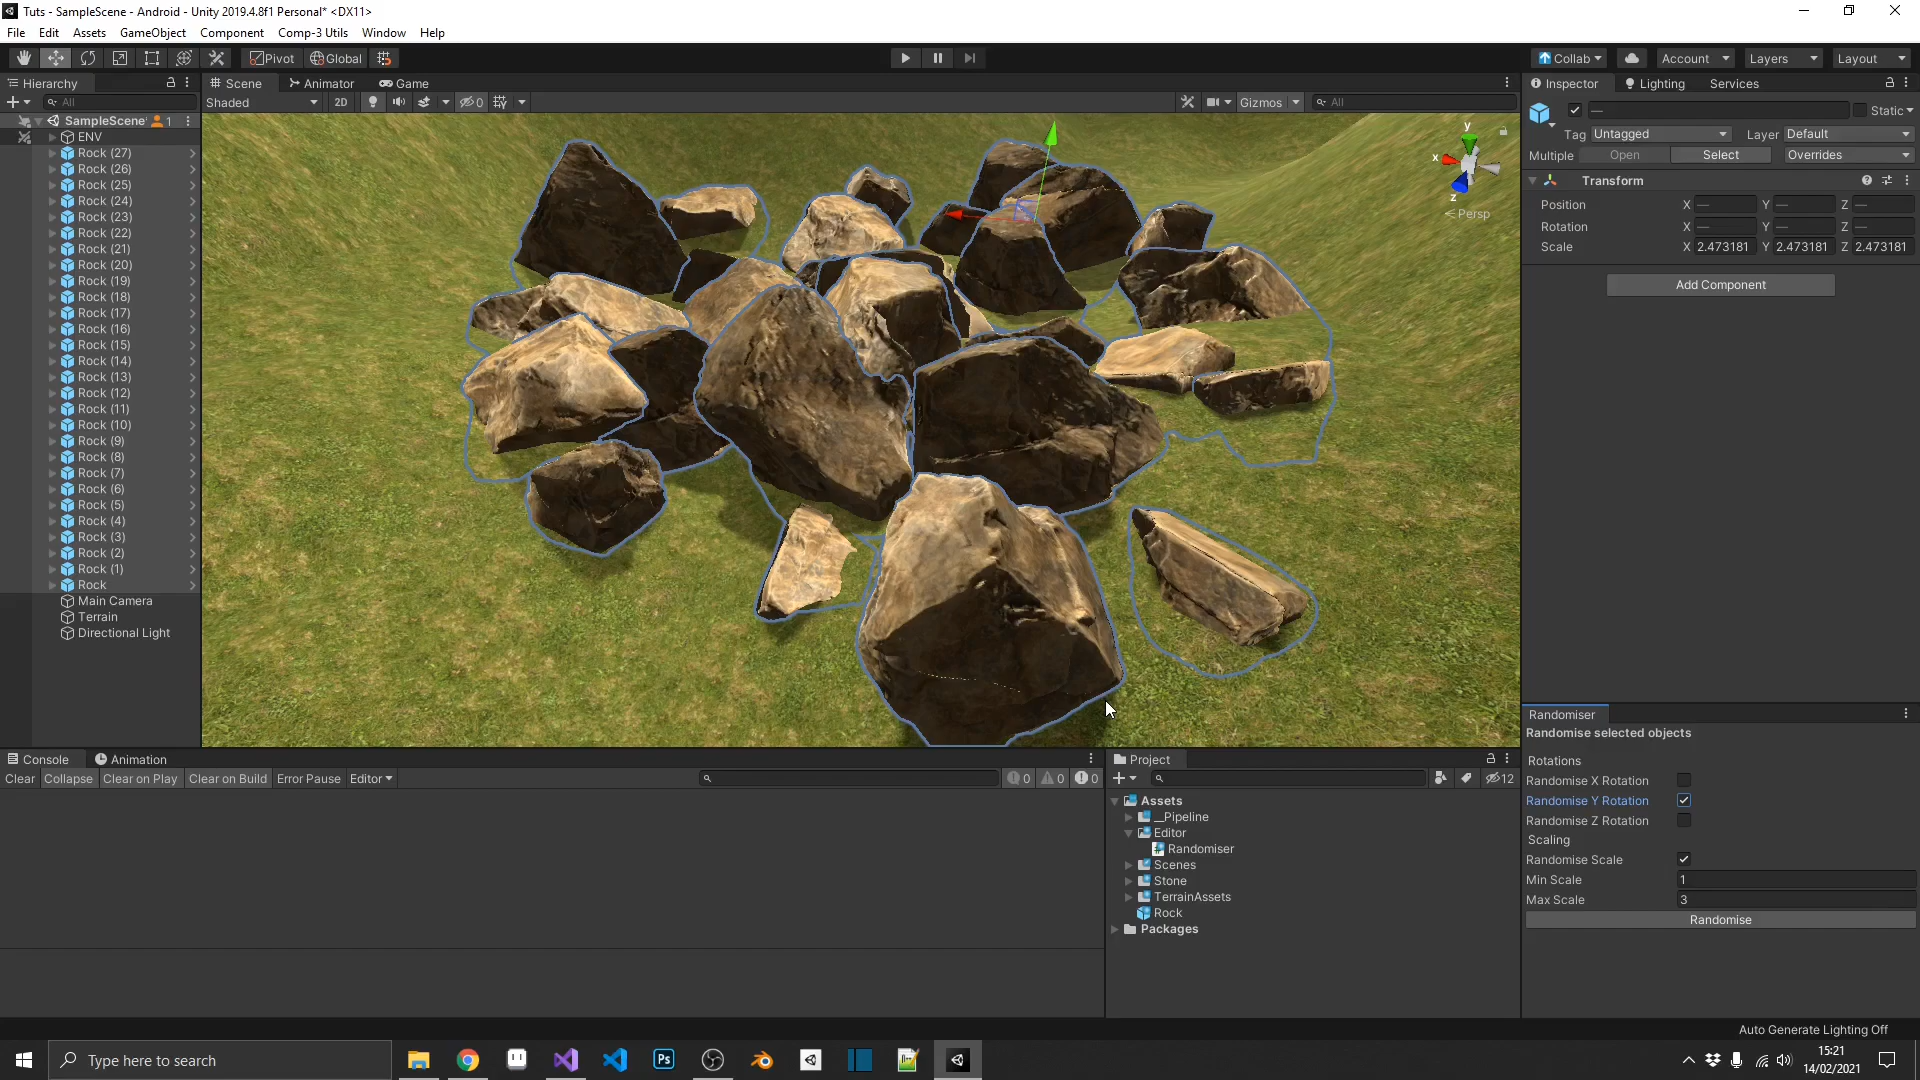 Tuts - SampleScene - Android - Unity 2019.4.8f1 Personal* <DX11>
File Edit Assets GameObject Component Comp-3 Utils Window Help
Pivot Global Collab Account Layers Layout
Hierarchy
All
SampleScene* 1
ENV
Rock (27)
Rock (26)
Rock (25)
Rock (24)
Rock (23)
Rock (22)
Rock (21)
Rock (20)
Rock (19)
Rock (18)
Rock (17)
Rock (16)
Rock (15)
Rock (14)
Rock (13)
Rock (12)
Rock (11)
Rock (10)
Rock (9)
Rock (8)
Rock (7)
Rock (6)
Rock (5)
Rock (4)
Rock (3)
Rock (2)
Rock (1)
Rock
Main Camera
Terrain
Directional Light
Scene Animator Game
Shaded 2D 0 Gizmos All
y
x
z
Persp
Inspector Lighting Services
— Static
Tag Untagged Layer Default
Multiple Open Select Overrides
Transform
Position X — Y — Z —
Rotation X — Y — Z —
Scale X 2.473181 Y 2.473181 Z 2.473181
Add Component
Randomiser
Randomise selected objects
Rotations
Randomise X Rotation
Randomise Y Rotation
Randomise Z Rotation
Scaling
Randomise Scale
Min Scale 1
Max Scale 3
Randomise
Console Animation
Clear Collapse Clear on Play Clear on Build Error Pause Editor 0 0 0
Project
12
Assets
__Pipeline
Editor
Randomiser
Scenes
Stone
TerrainAssets
Rock
Packages
Auto Generate Lighting Off
Type here to search
Ps
15:21
14/02/2021